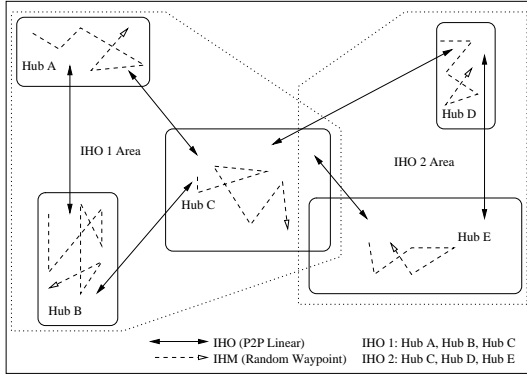 Hub A
Hub D
IHO 1 Area
IHO 2 Area
Hub C
Hub E
Hub B
IHO (P2P Linear)
IHO 1: Hub A, Hub B, Hub C
IHM (Random Waypoint)
IHO 2: Hub C, Hub D, Hub E